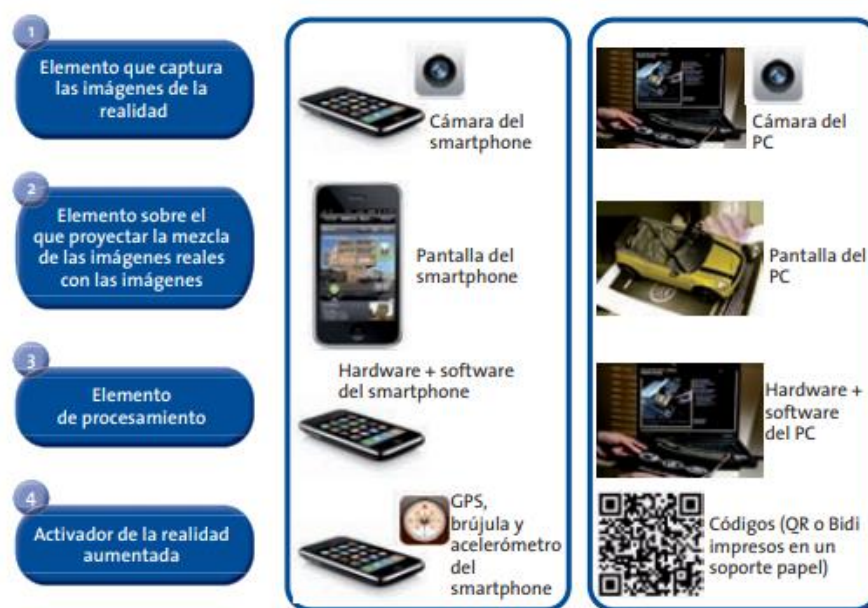 1
Elemento que captura
las imágenes de la
realidad
Cámara del
smartphone
Cámara del
PC
2
Elemento sobre el
que proyectar la mezcla
de las imágenes reales
con las imágenes
Pantalla del
smartphone
Pantalla del
PC
3
Elemento
de procesamiento
Hardware + software
del smartphone
Hardware +
software
del PC
4
Activador de la realidad
aumentada
GPS,
brújula y
acelerómetro
del
smartphone
Códigos (QR o Bidi
impresos en un
soporte papel)